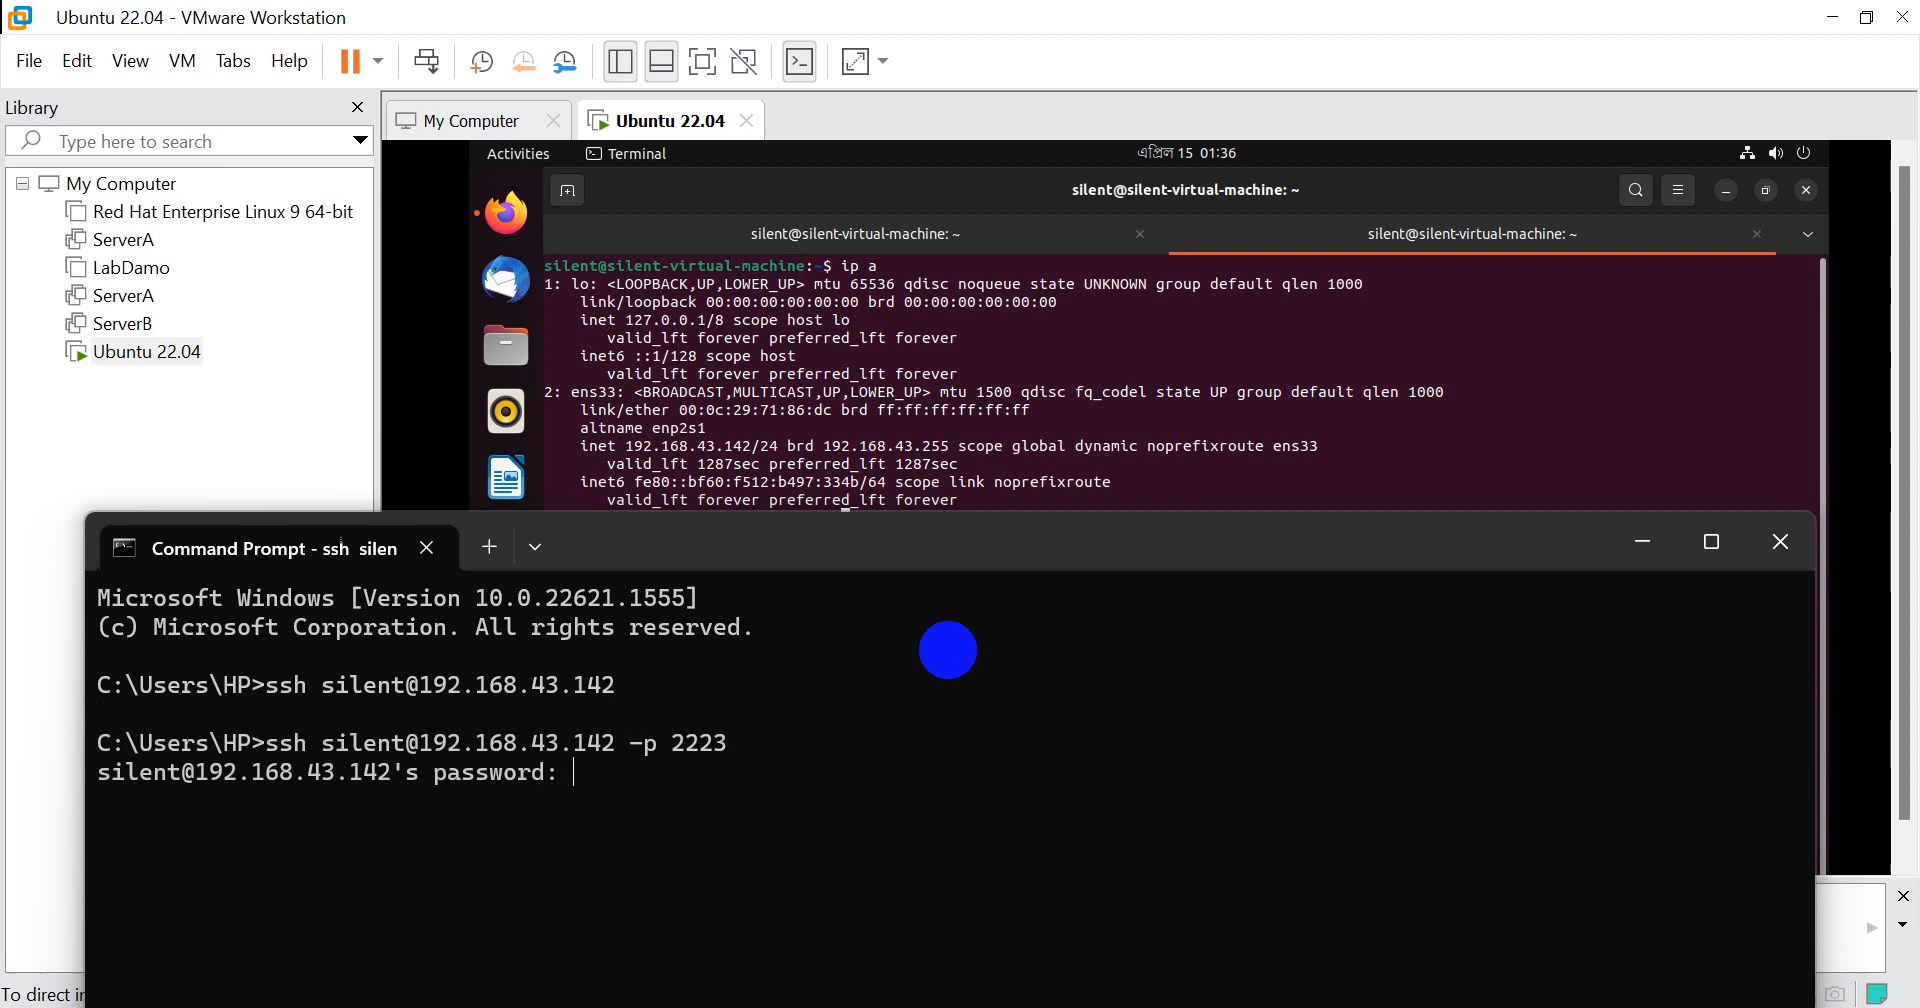 Ubuntu 22.04 - VMware Workstation
File Edit View VM Tabs Help
Library
Type here to search
My Computer
Red Hat Enterprise Linux 9 64-bit
ServerA
LabDamo
ServerA
ServerB
Ubuntu 22.04
My Computer
Ubuntu 22.04
Activities
Terminal
এপ্রিল 15 01:36
silent@silent-virtual-machine: ~
silent@silent-virtual-machine: ~
silent@silent-virtual-machine: ~
silent@silent-virtual-machine:~$ ip a
1: lo: <LOOPBACK,UP,LOWER_UP> mtu 65536 qdisc noqueue state UNKNOWN group default qlen 1000
link/loopback 00:00:00:00:00:00 brd 00:00:00:00:00:00
inet 127.0.0.1/8 scope host lo
valid_lft forever preferred_lft forever
inet6 ::1/128 scope host
valid_lft forever preferred_lft forever
2: ens33: <BROADCAST,MULTICAST,UP,LOWER_UP> mtu 1500 qdisc fq_codel state UP group default qlen 1000
link/ether 00:0c:29:71:86:dc brd ff:ff:ff:ff:ff:ff
altname enp2s1
inet 192.168.43.142/24 brd 192.168.43.255 scope global dynamic noprefixroute ens33
valid_lft 1287sec preferred_lft 1287sec
inet6 fe80::bf60:f512:b497:334b/64 scope link noprefixroute
valid_lft forever preferred_lft forever
Command Prompt - ssh silen
Microsoft Windows [Version 10.0.22621.1555]
(c) Microsoft Corporation. All rights reserved.
C:\Users\HP>ssh silent@192.168.43.142
C:\Users\HP>ssh silent@192.168.43.142 -p 2223
silent@192.168.43.142's password:
To direct